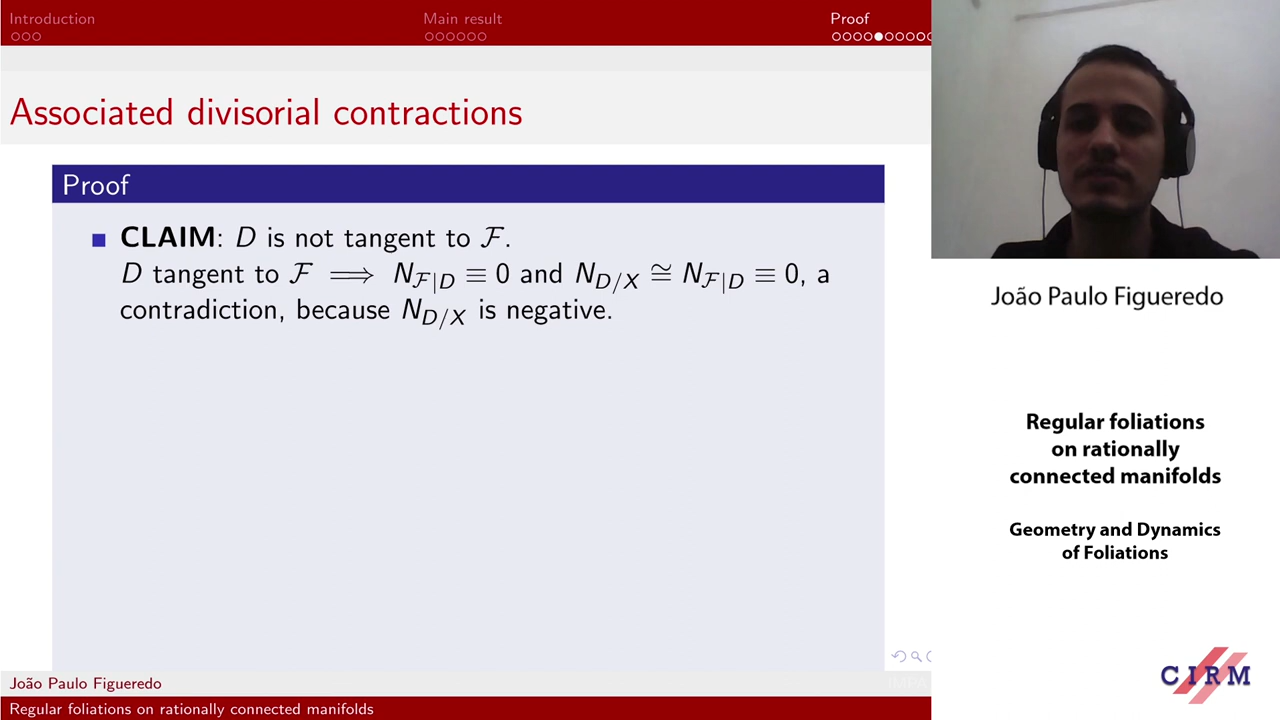 Introduction
Main result
Proof
Associated divisorial contractions
Proof
CLAIM: D is not tangent to ℱ.
D tangent to ℱ ⟹ N_{ℱ|D} ≡ 0 and N_{D/X} ≅ N_{ℱ|D} ≡ 0, a
contradiction, because N_{D/X} is negative.
João Paulo Figueredo
IMPA
Regular foliations on rationally connected manifolds
João Paulo Figueredo
Regular foliations
on rationally
connected manifolds
Geometry and Dynamics
of Foliations
CIRM